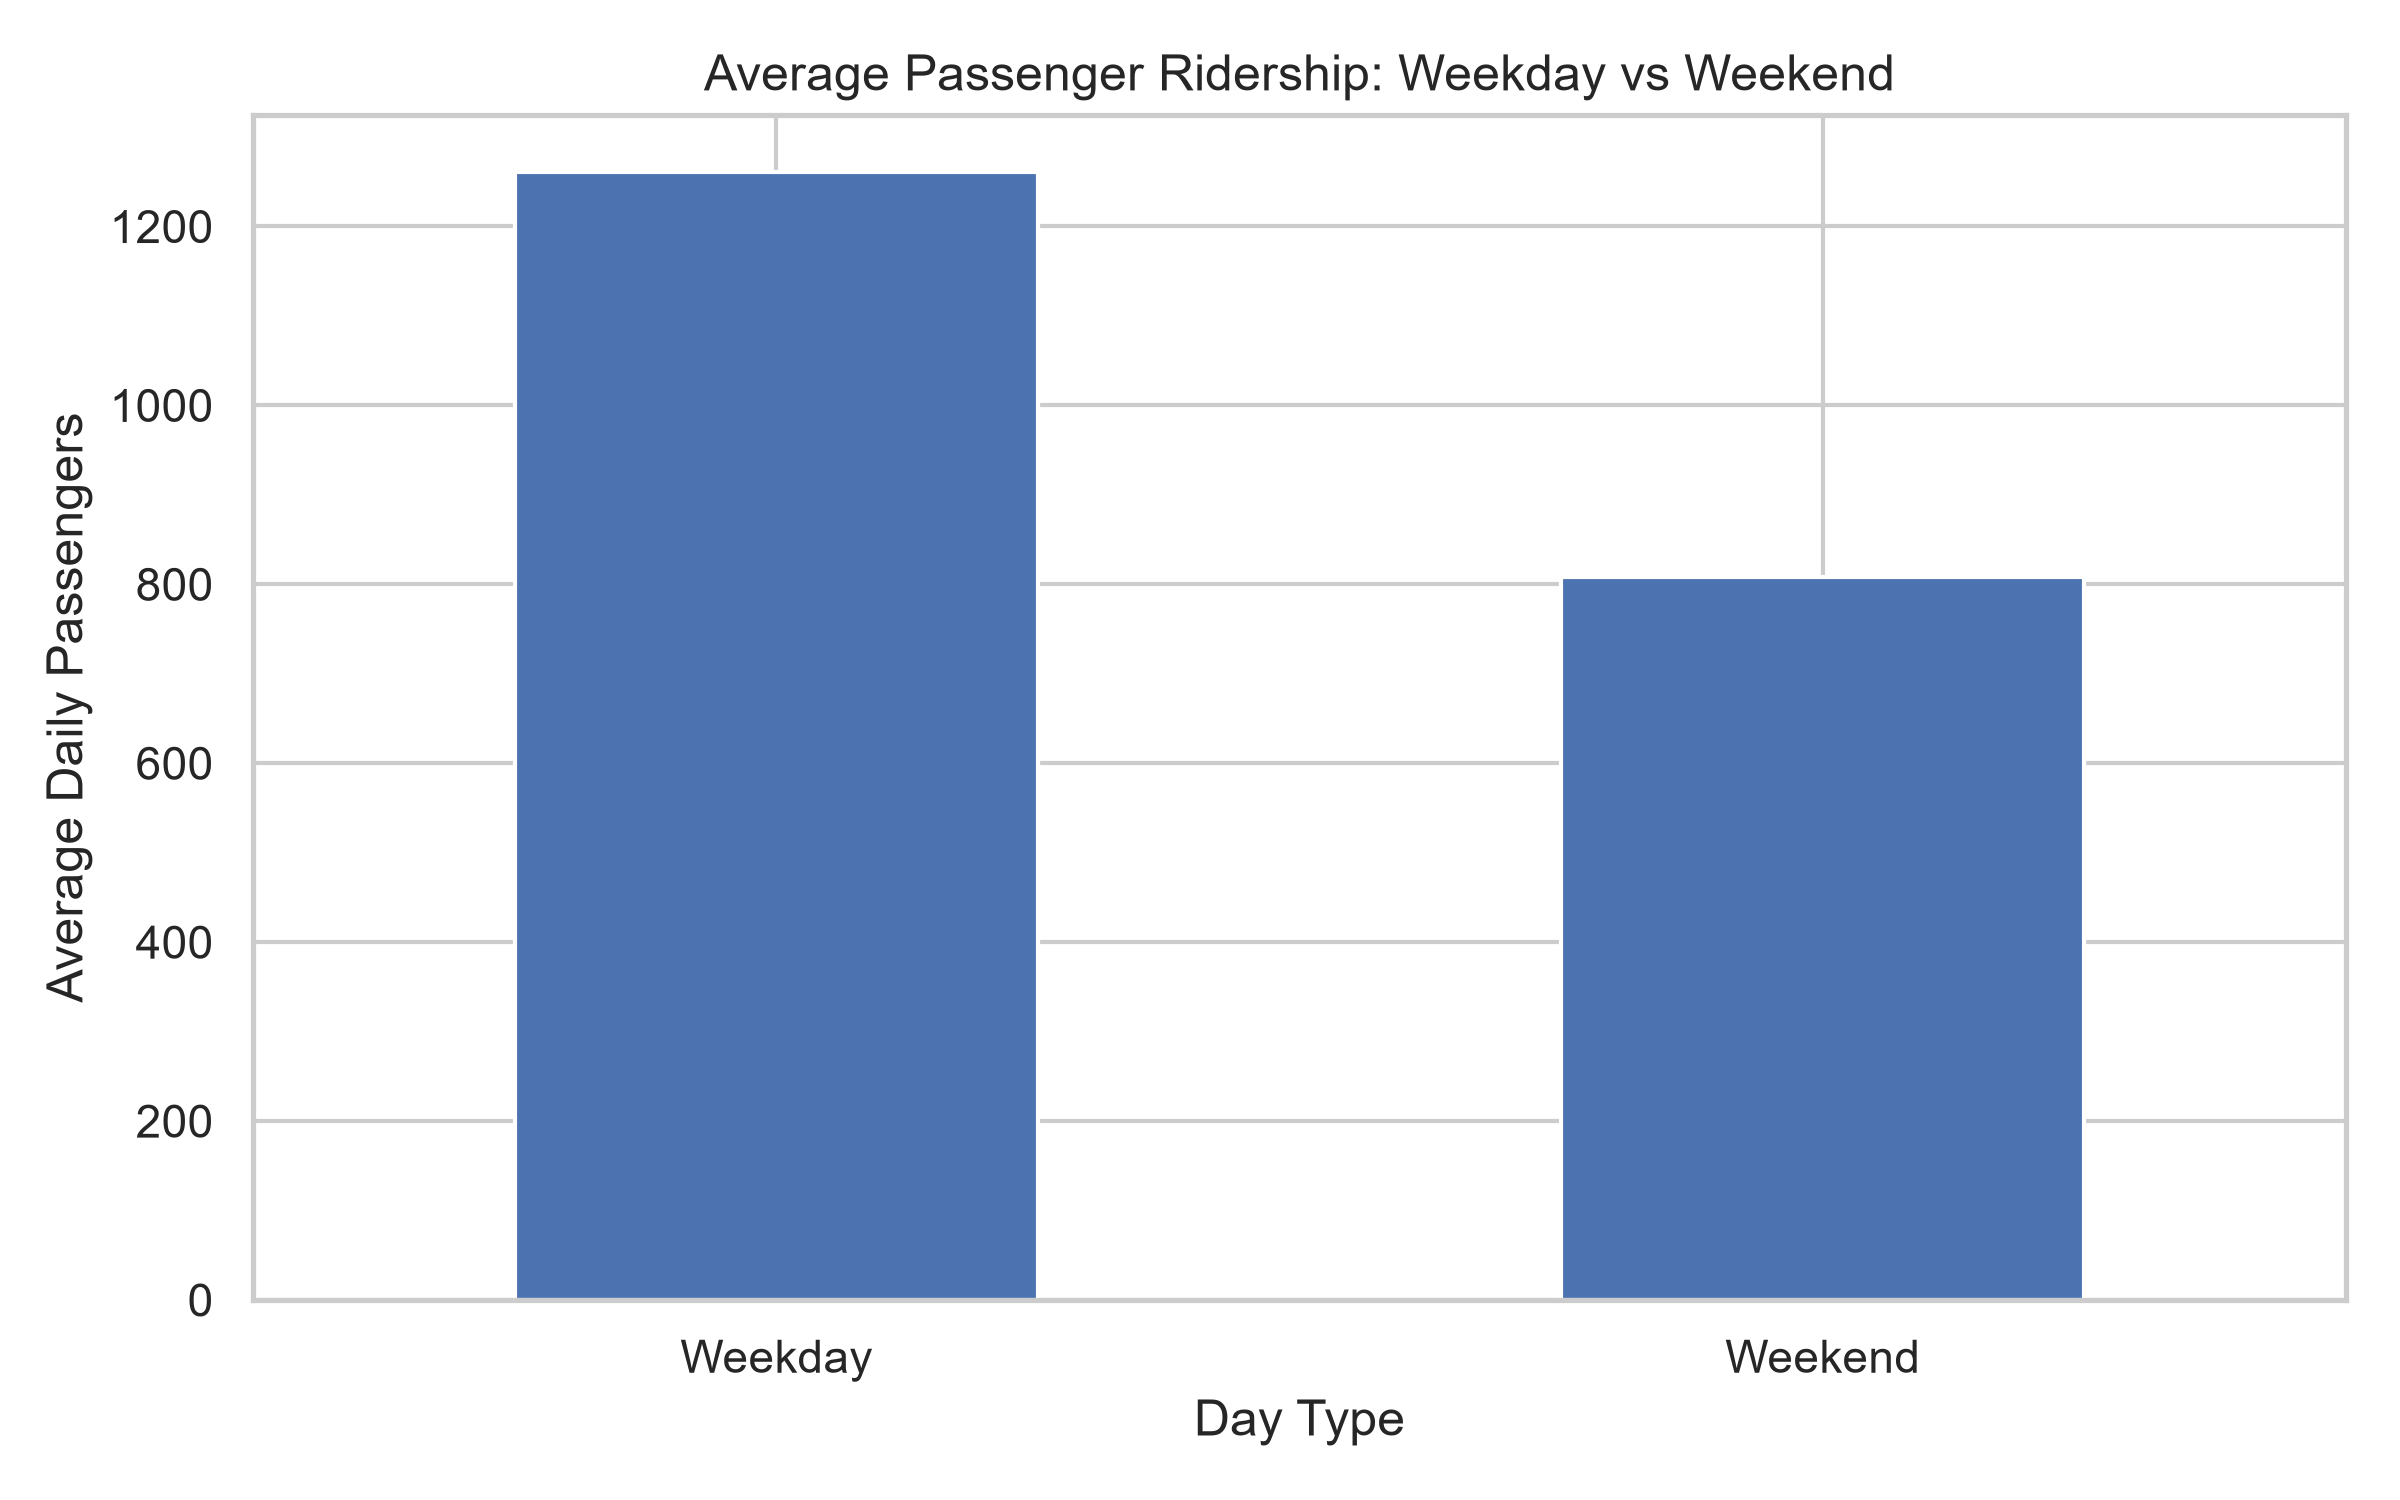 Average Passenger Ridership: Weekday vs Weekend
Average Daily Passengers
1200
1000
800
600
400
200
0
Weekday
Weekend
Day Type